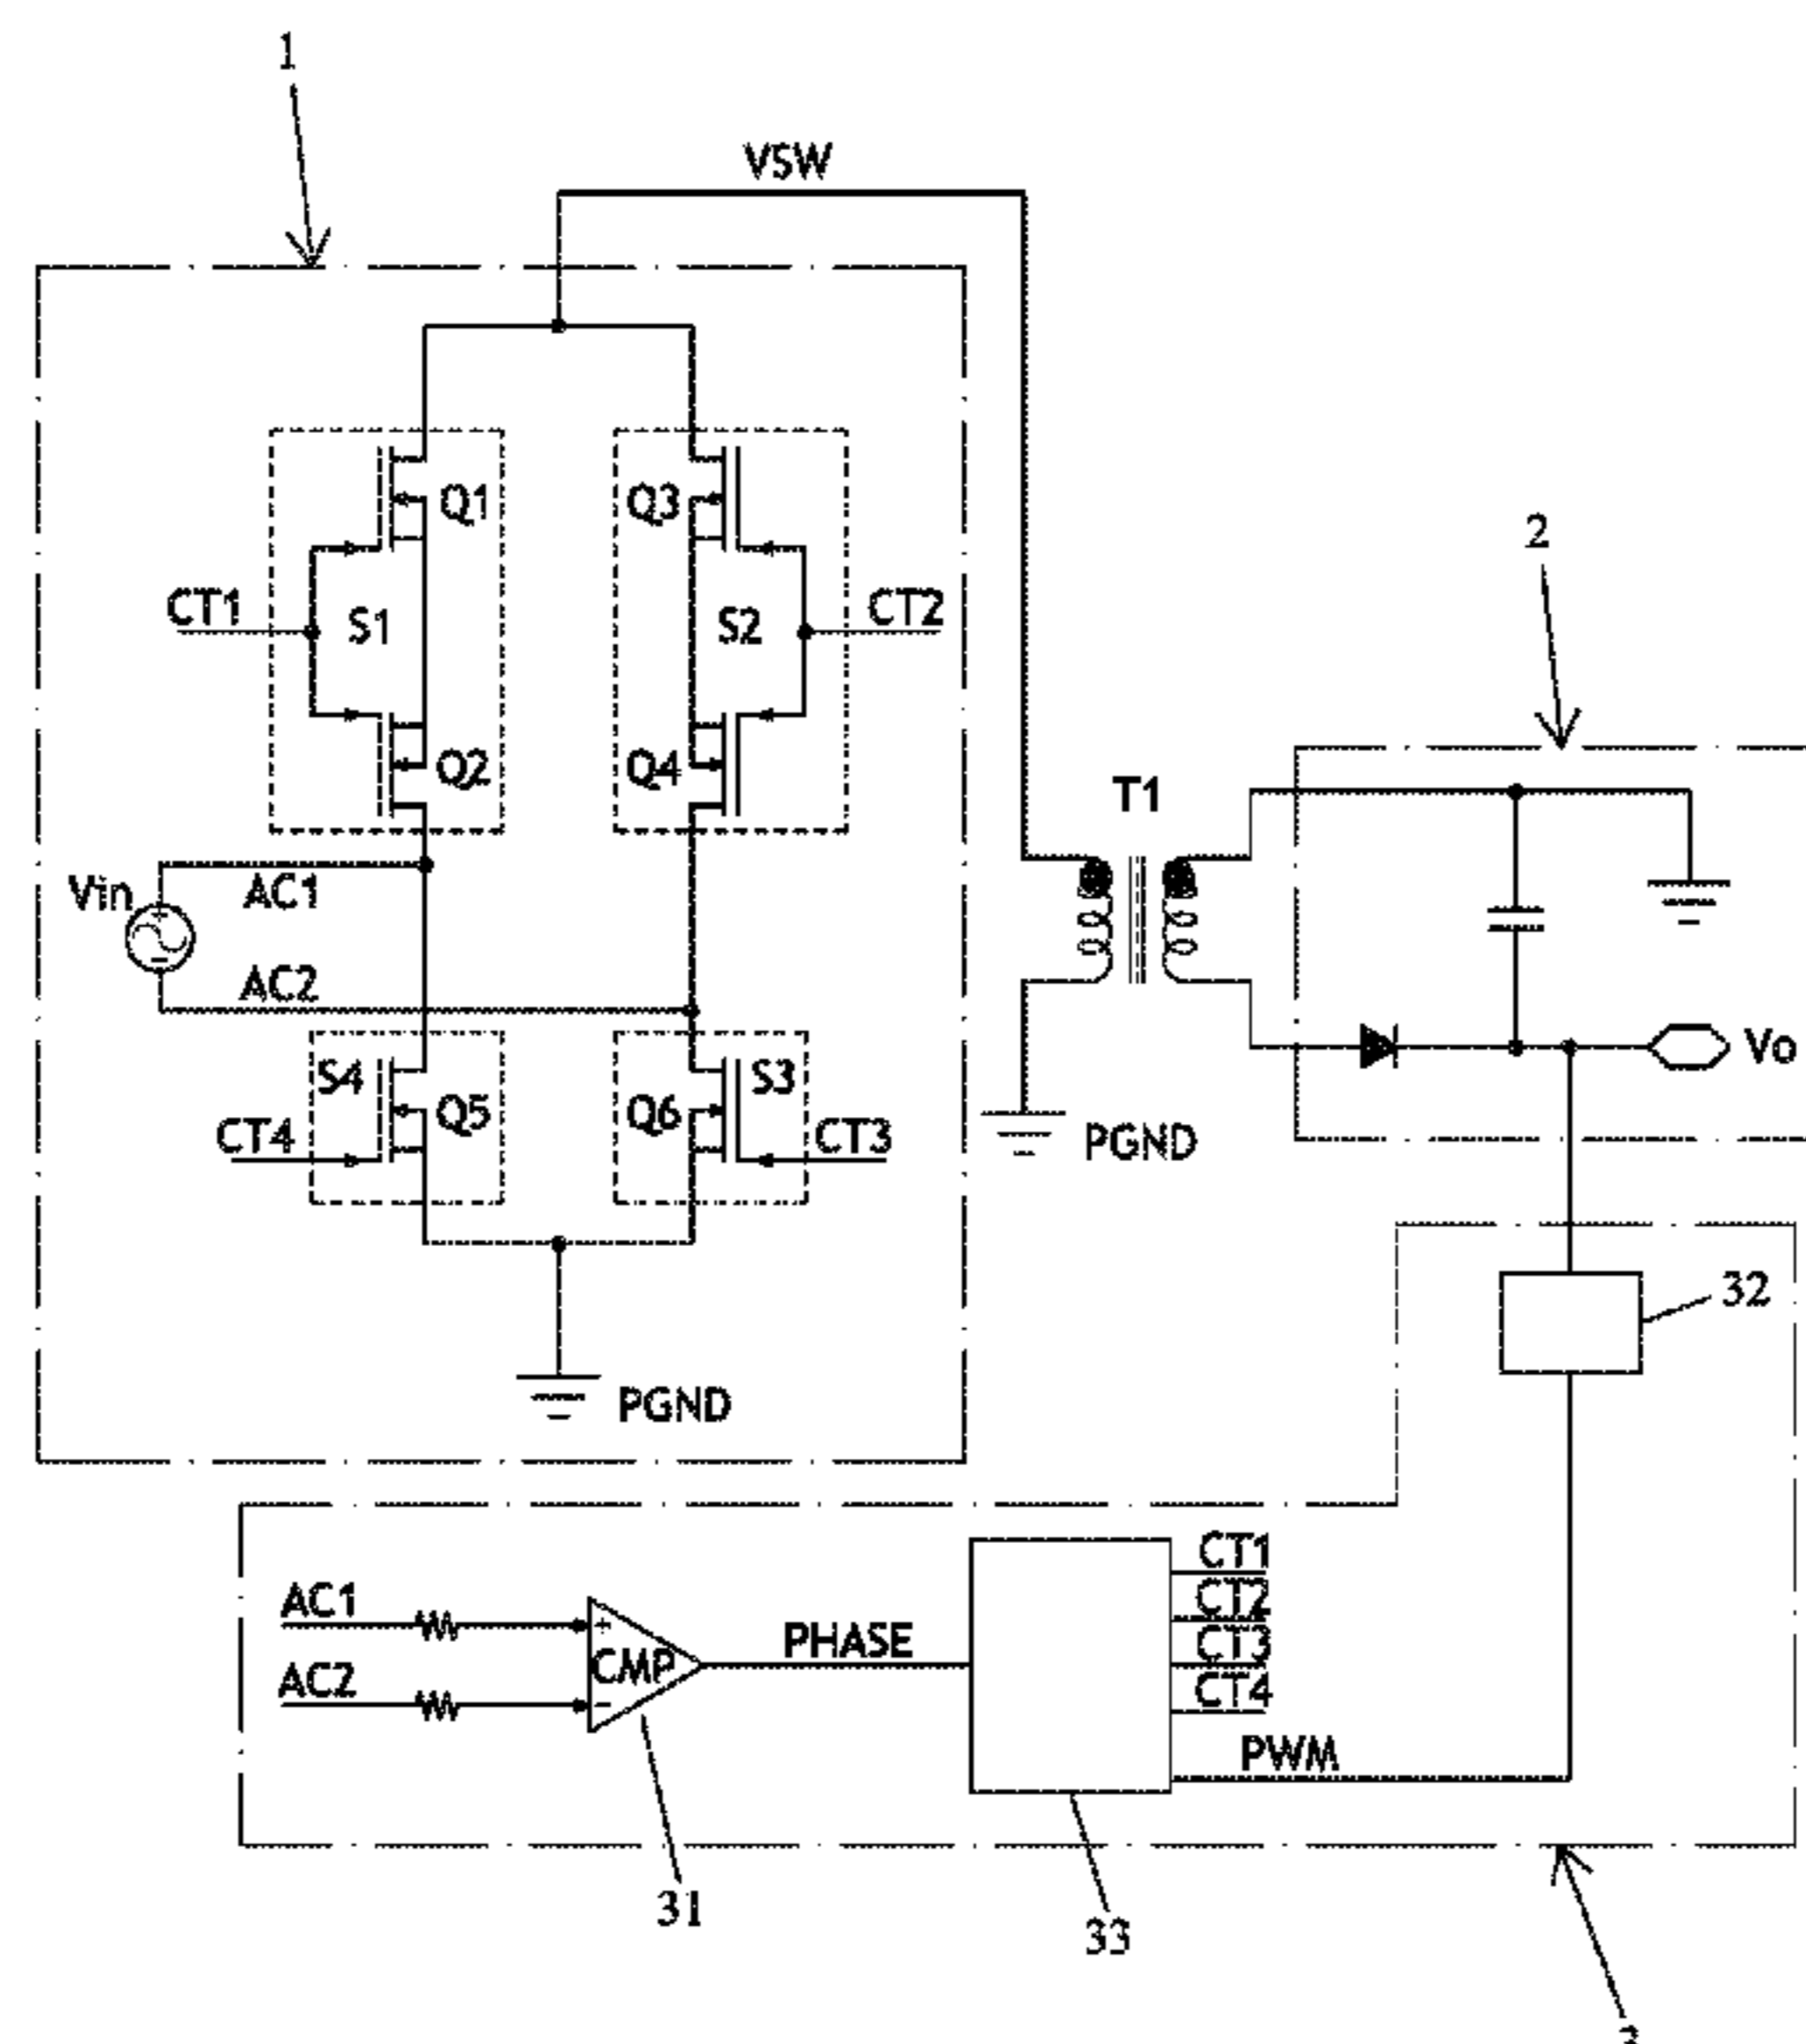 1
VSW
Q1
Q3
CT1
S1
S2
CT2
2
Q2
Q4
T1
Vin
AC1
AC2
S4
Q5
Q6
S3
CT4
CT3
Vo
PGND
32
PGND
CT1
AC1
CT2
PHASE
CT3
CMP
AC2
CT4
PWM
31
33
3